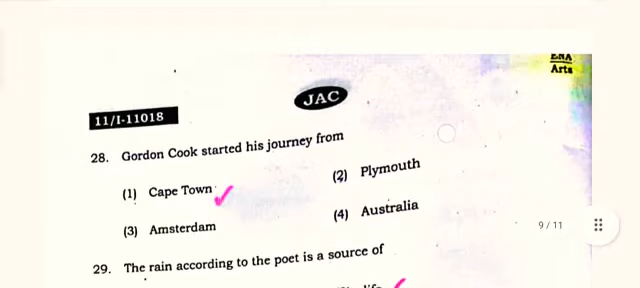 ENA
Arts
JAC
11/I-11018
28. Gordon Cook started his journey from
(1) Cape Town
(2) Plymouth
(3) Amsterdam
(4) Australia
9 / 11
29. The rain according to the poet is a source of